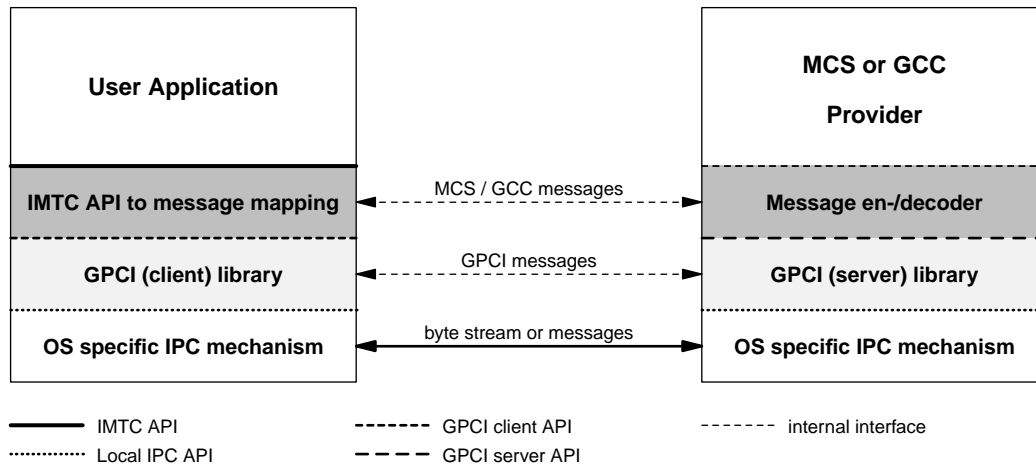 User Application
MCS or GCC
Provider
IMTC API to message mapping
MCS / GCC messages
Message en-/decoder
GPCI (client) library
GPCI messages
GPCI (server) library
OS specific IPC mechanism
byte stream or messages
OS specific IPC mechanism
IMTC API
GPCI client API
internal interface
Local IPC API
GPCI server API